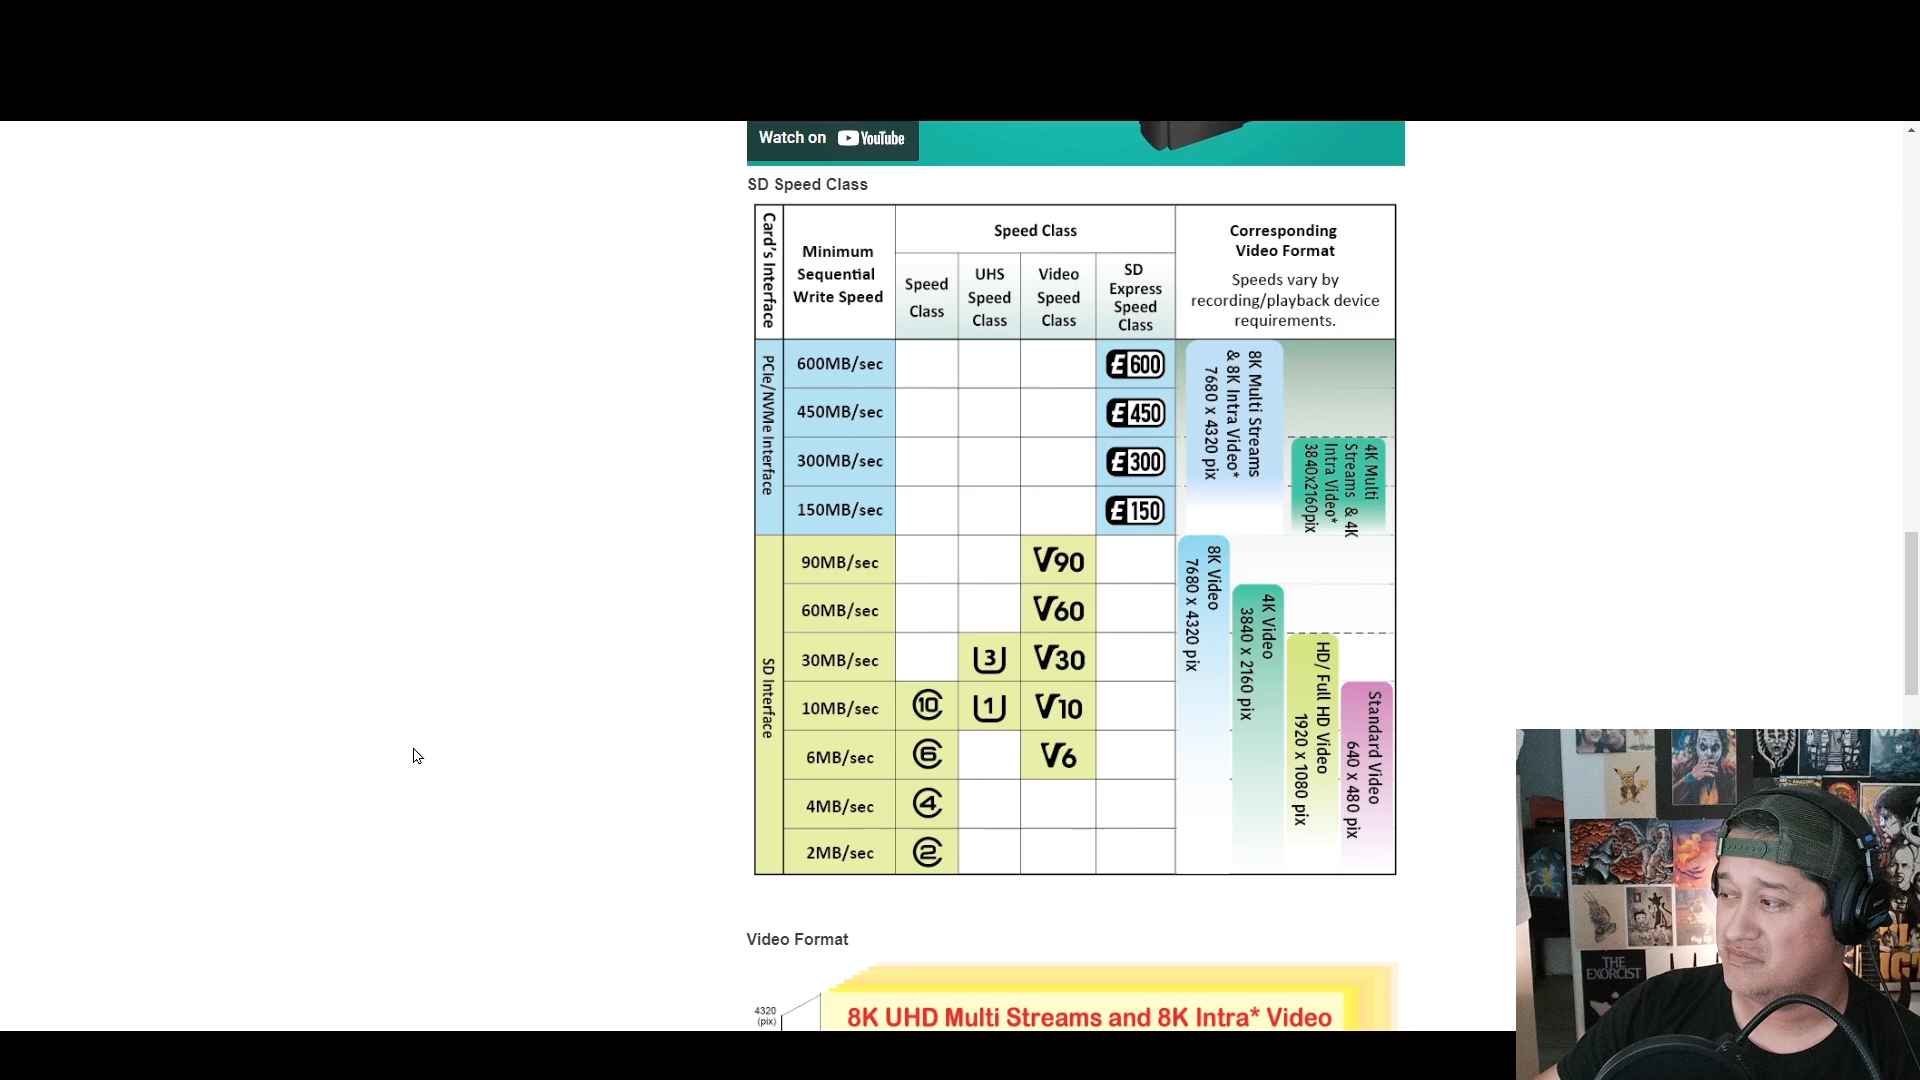 Watch on YouTube
SD Speed Class
Card's Interface
Minimum
Sequential
Write Speed
Speed Class
Speed
Class
UHS
Speed
Class
Video
Speed
Class
SD
Express
Speed
Class
Corresponding
Video Format
Speeds vary by
recording/playback device
requirements.
PCIe/NVMe Interface
600MB/sec
E600
450MB/sec
E450
300MB/sec
E300
150MB/sec
E150
8K Multi Streams
& 8K Intra Video*
7680 x 4320 pix
4K Multi
Streams & 4K
Intra Video*
3840x2160pix
SD Interface
90MB/sec
V90
60MB/sec
V60
30MB/sec
3
V30
10MB/sec
10
1
V10
6MB/sec
6
V6
4MB/sec
4
2MB/sec
2
8K Video
7680 x 4320 pix
4K Video
3840 x 2160 pix
HD/ Full HD Video
1920 x 1080 pix
Standard Video
640 x 480 pix
Video Format
4320
(pix)
8K UHD Multi Streams and 8K Intra* Video
THE
EXORCIST